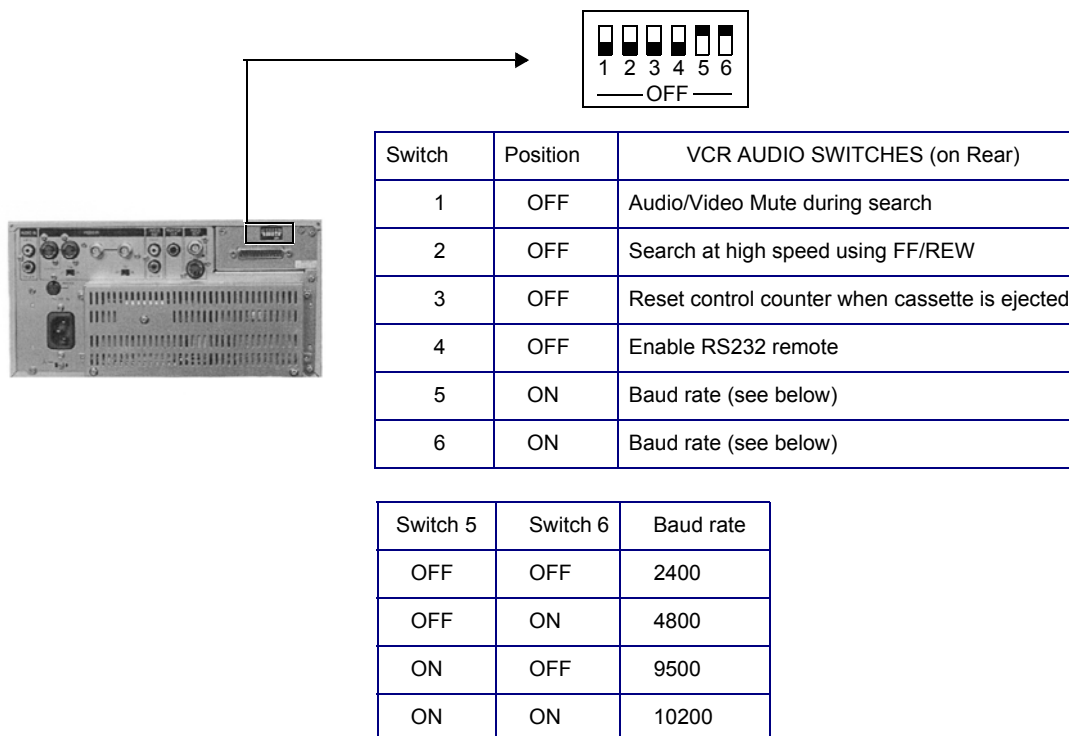 1 2 3 4 5 6
OFF
Switch Position VCR AUDIO SWITCHES (on Rear)
1 OFF Audio/Video Mute during search
2 OFF Search at high speed using FF/REW
3 OFF Reset control counter when cassette is ejected
4 OFF Enable RS232 remote
5 ON Baud rate (see below)
6 ON Baud rate (see below)
Switch 5 Switch 6 Baud rate
OFF OFF 2400
OFF ON 4800
ON OFF 9500
ON ON 10200